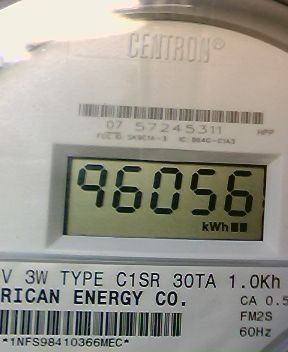 CENTRON®
07 57245311
HPP
96056
kWh
V 3W TYPE C1SR 30TA 1.0Kh
RICAN ENERGY CO.
CA 0.5
FM2S
60Hz
*1NFS98410366MEC*